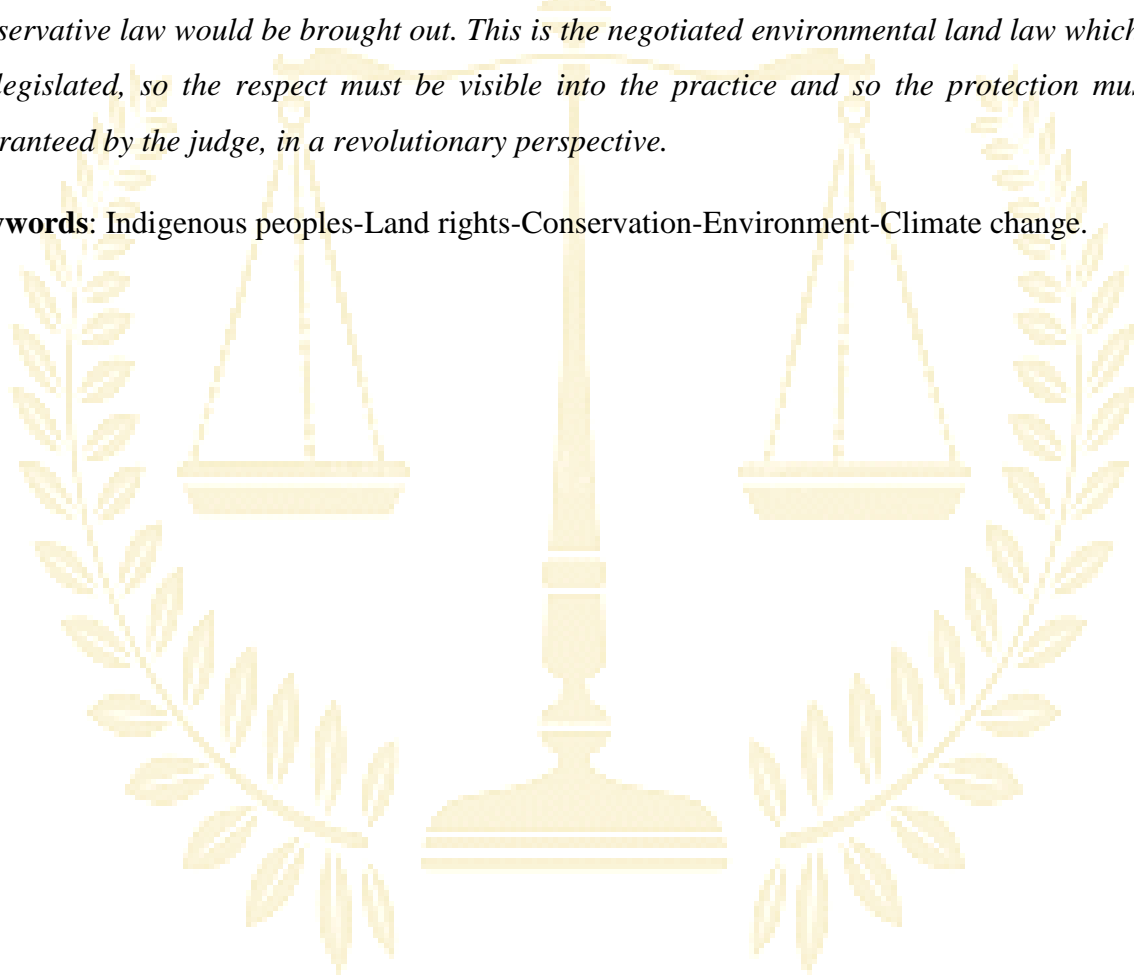 servative law would be brought out. This is the negotiated environmental land law which
legislated, so the respect must be visible into the practice and so the protection mu
ranteed by the judge, in a revolutionary perspective.
ywords: Indigenous peoples-Land rights-Conservation-Environment-Climate change.